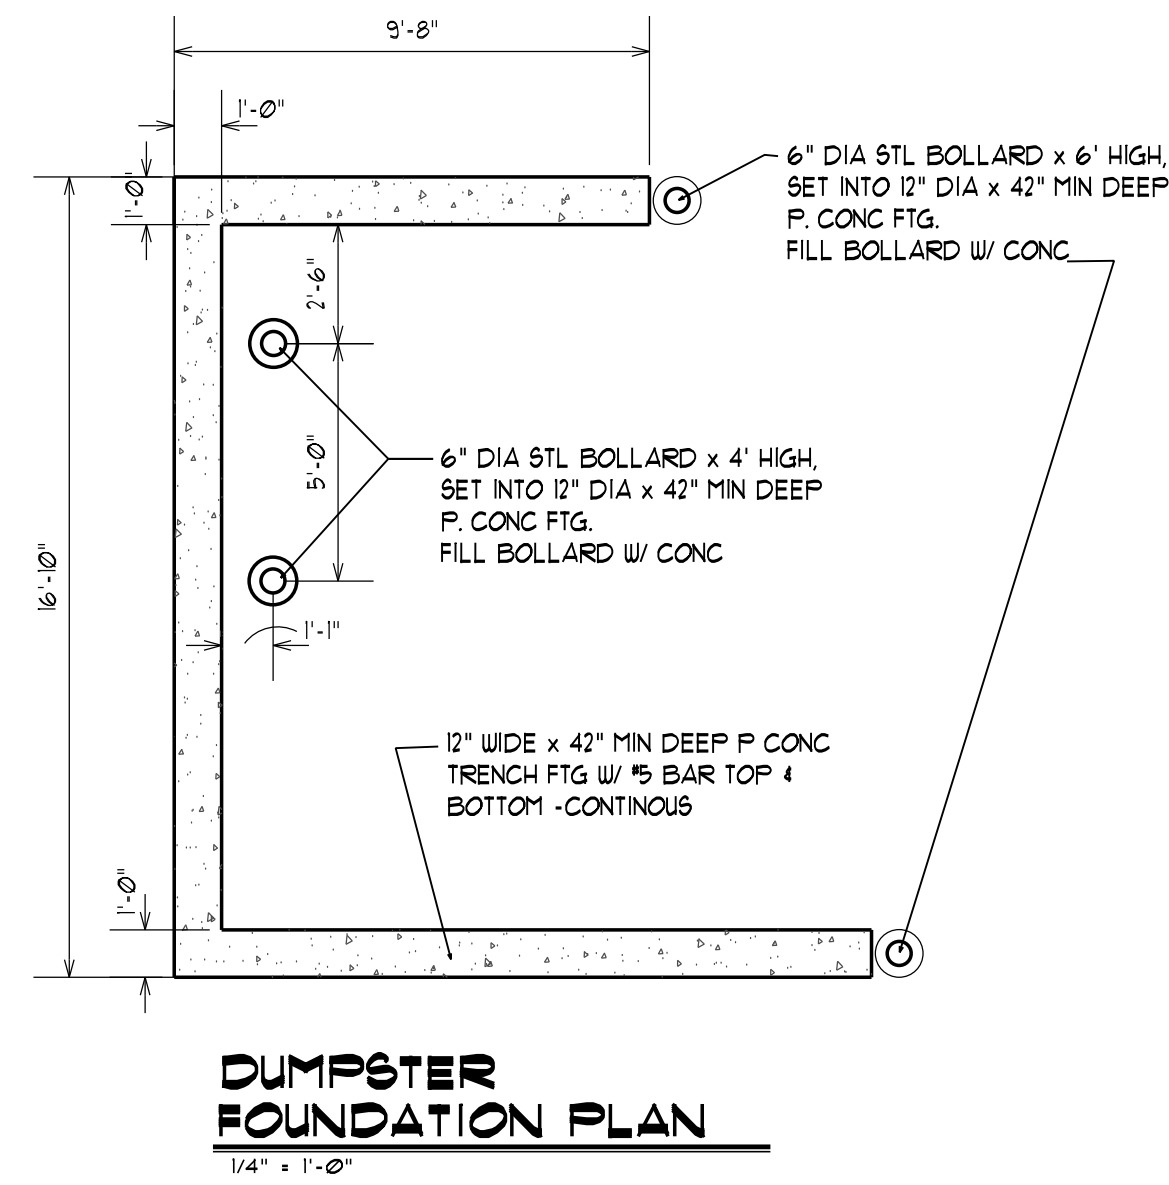 9'-8"
1'-0"
1'-0"
6" DIA STL BOLLARD x 6' HIGH,
SET INTO 12" DIA x 42" MIN DEEP
P. CONC FTG.
FILL BOLLARD W/ CONC
2'-6"
5'-0"
6" DIA STL BOLLARD x 4' HIGH,
SET INTO 12" DIA x 42" MIN DEEP
P. CONC FTG.
FILL BOLLARD W/ CONC
16'-10"
1'-1"
12" WIDE x 42" MIN DEEP P CONC
TRENCH FTG W/ #5 BAR TOP &
BOTTOM -CONTINOUS
1'-0"
DUMPSTER
FOUNDATION PLAN
1/4" = 1'-0"